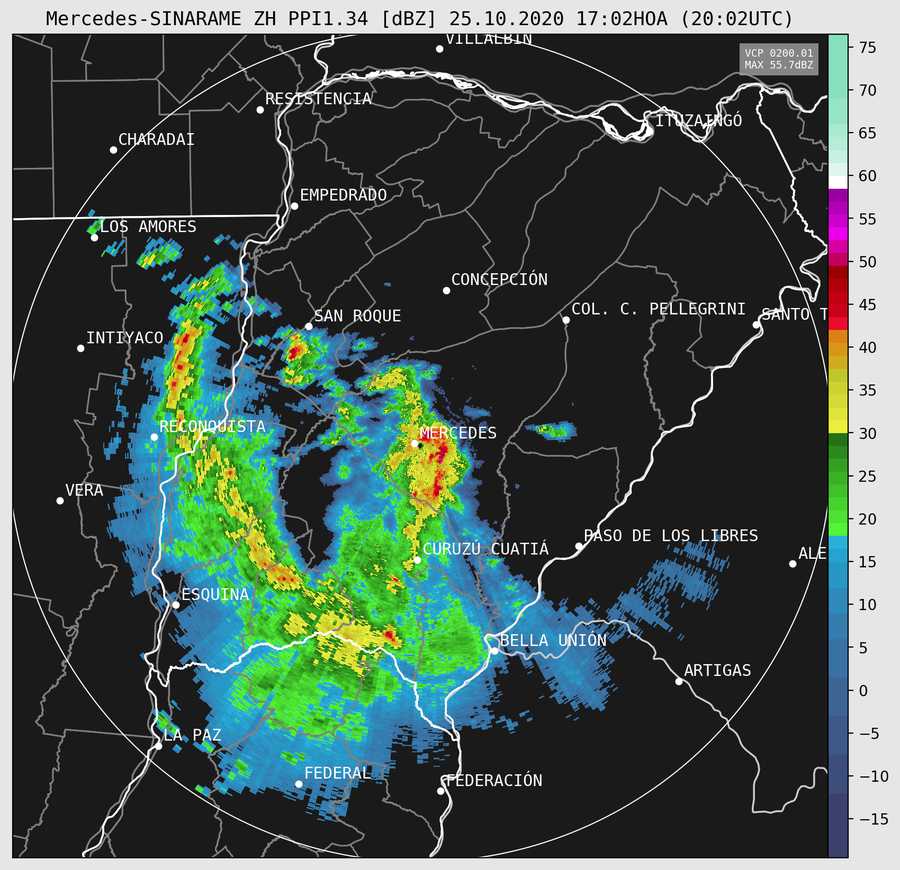 Mercedes-SINARAME ZH PPI1.34 [dBZ] 25.10.2020 17:02HOA (20:02UTC)
VILLALBIN
VCP 0200.01
MAX 55.7dBZ
RESISTENCIA
ITUZAINGÓ
CHARADAI
EMPEDRADO
LOS AMORES
CONCEPCIÓN
COL. C. PELLEGRINI
SANTO T
SAN ROQUE
INTIYACO
RECONQUISTA
MERCEDES
VERA
PASO DE LOS LIBRES
CURUZÚ CUATIÁ
ALE
ESQUINA
BELLA UNIÓN
ARTIGAS
LA PAZ
FEDERAL
FEDERACIÓN
75
70
65
60
55
50
45
40
35
30
25
20
15
10
5
0
−5
−10
−15